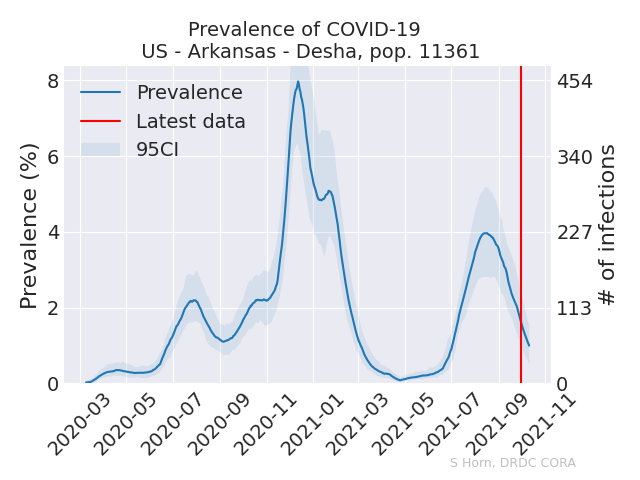 Prevalence of COVID-19
US - Arkansas - Desha, pop. 11361
Prevalence (%)
8
6
4
2
0
Prevalence
Latest data
95CI
454
340
227
113
0
# of infections
2020-03
2020-05
2020-07
2020-09
2020-11
2021-01
2021-03
2021-05
2021-07
2021-09
2021-11
S Horn, DRDC CORA